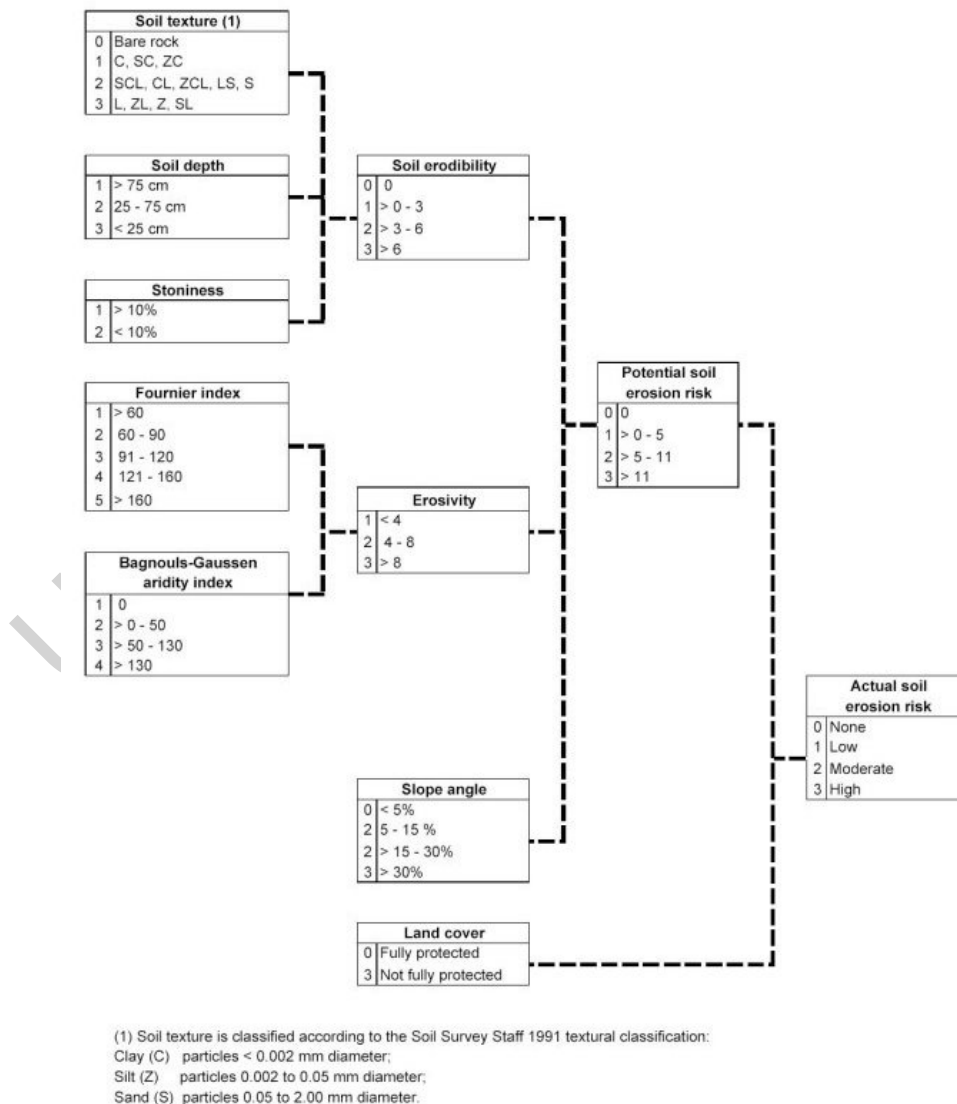 Soil texture (1)
0 Bare rock
1 C, SC, ZC
2 SCL, CL, ZCL, LS, S
3 L, ZL, Z, SL
Soil depth
1 > 75 cm
2 25 - 75 cm
3 < 25 cm
Stoniness
1 > 10%
2 < 10%
Soil erodibility
0 0
1 > 0 - 3
2 > 3 - 6
3 > 6
Fournier index
1 > 60
2 60 - 90
3 91 - 120
4 121 - 160
5 > 160
Bagnouls-Gaussen
aridity index
1 0
2 > 0 - 50
3 > 50 - 130
4 > 130
Erosivity
1 < 4
2 4 - 8
3 > 8
Potential soil
erosion risk
0 0
1 > 0 - 5
2 > 5 - 11
3 > 11
Slope angle
0 < 5%
2 5 - 15 %
2 > 15 - 30%
3 > 30%
Land cover
0 Fully protected
3 Not fully protected
Actual soil
erosion risk
0 None
1 Low
2 Moderate
3 High
(1) Soil texture is classified according to the Soil Survey Staff 1991 textural classification:
Clay (C) particles < 0.002 mm diameter;
Silt (Z) particles 0.002 to 0.05 mm diameter;
Sand (S) particles 0.05 to 2.00 mm diameter.